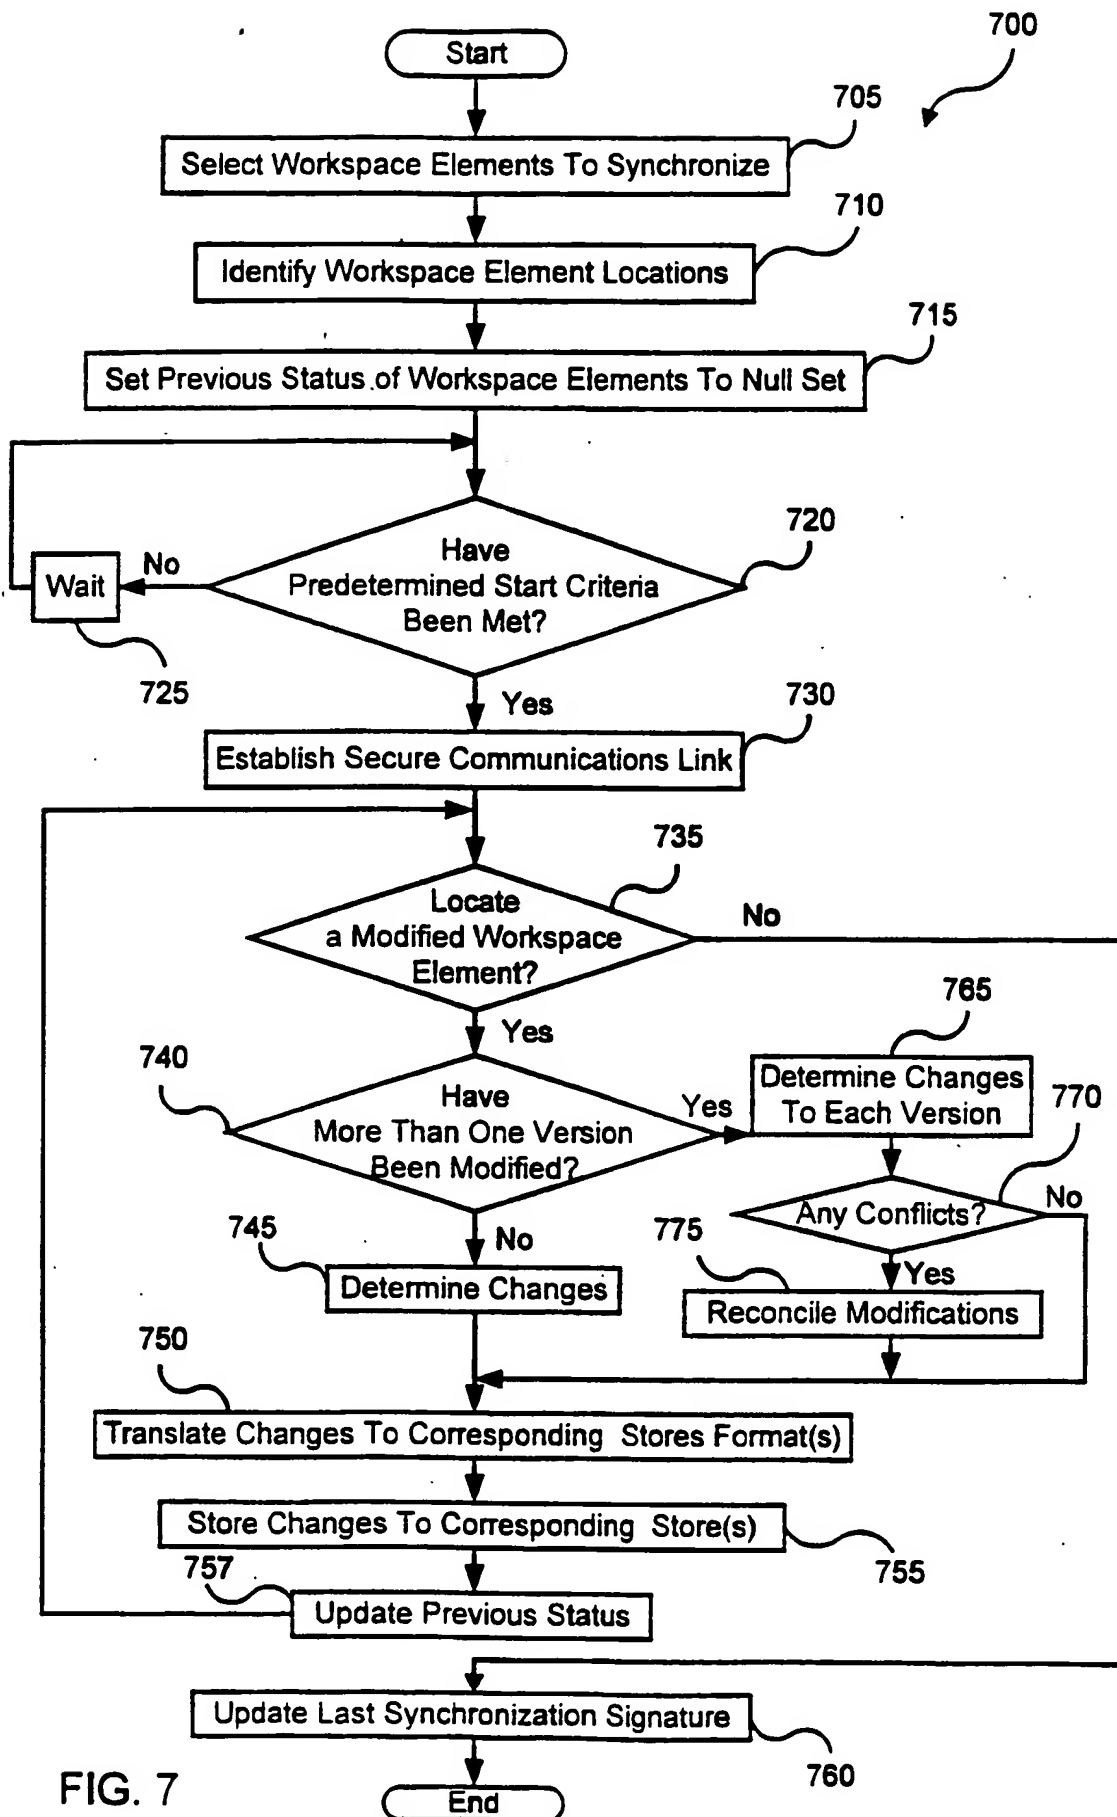 700
Start
705
Select Workspace Elements To Synchronize
710
Identify Workspace Element Locations
715
Set Previous Status of Workspace Elements To Null Set
720
Have
Predetermined Start Criteria
Been Met?
No
Wait
725
Yes
730
Establish Secure Communications Link
735
Locate
a Modified Workspace
Element?
No
Yes
740
Have
More Than One Version
Been Modified?
Yes
765
Determine Changes
To Each Version
770
Any Conflicts?
No
Yes
775
Reconcile Modifications
No
745
Determine Changes
750
Translate Changes To Corresponding Stores Format(s)
Store Changes To Corresponding Store(s)
755
757
Update Previous Status
Update Last Synchronization Signature
760
End
FIG. 7